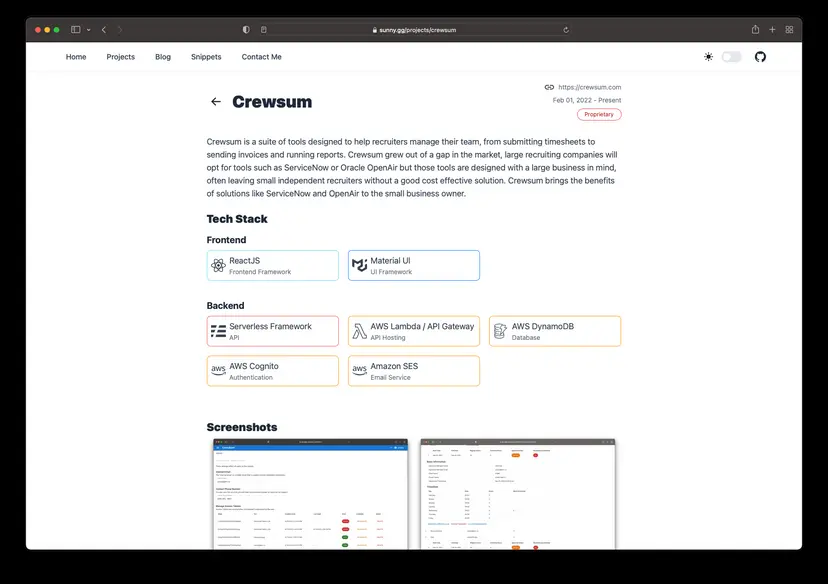 sunny.gg/projects/crewsum
Home Projects Blog Snippets Contact Me
https://crewsum.com
Crewsum
Feb 01, 2022 - Present
Proprietary
Crewsum is a suite of tools designed to help recruiters manage their team, from submitting timesheets to
sending invoices and running reports. Crewsum grew out of a gap in the market, large recruiting companies will
opt for tools such as ServiceNow or Oracle OpenAir but those tools are designed with a large business in mind,
often leaving small independent recruiters without a good cost effective solution. Crewsum brings the benefits
of solutions like ServiceNow and OpenAir to the small business owner.
Tech Stack
Frontend
ReactJS
Frontend Framework
Material UI
UI Framework
Backend
Serverless Framework
API
AWS Lambda / API Gateway
API Hosting
AWS DynamoDB
Database
aws
AWS Cognito
Authentication
aws
Amazon SES
Email Service
Screenshots